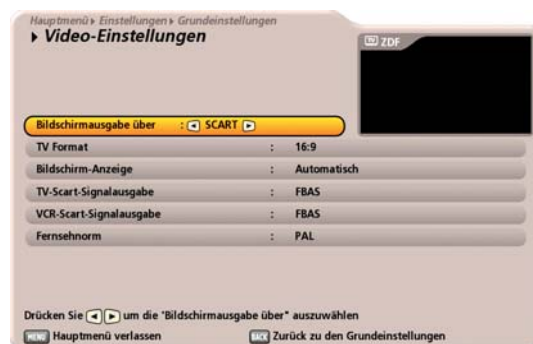 Hauptmenü › Einstellungen › Grundeinstellungen
Video-Einstellungen
TV ZDF
Bildschirmausgabe über : SCART
TV Format : 16:9
Bildschirm-Anzeige : Automatisch
TV-Scart-Signalausgabe : FBAS
VCR-Scart-Signalausgabe : FBAS
Fernsehnorm : PAL
Drücken Sie um die "Bildschirmausgabe über" auszuwählen
MENU Hauptmenü verlassen BACK Zurück zu den Grundeinstellungen